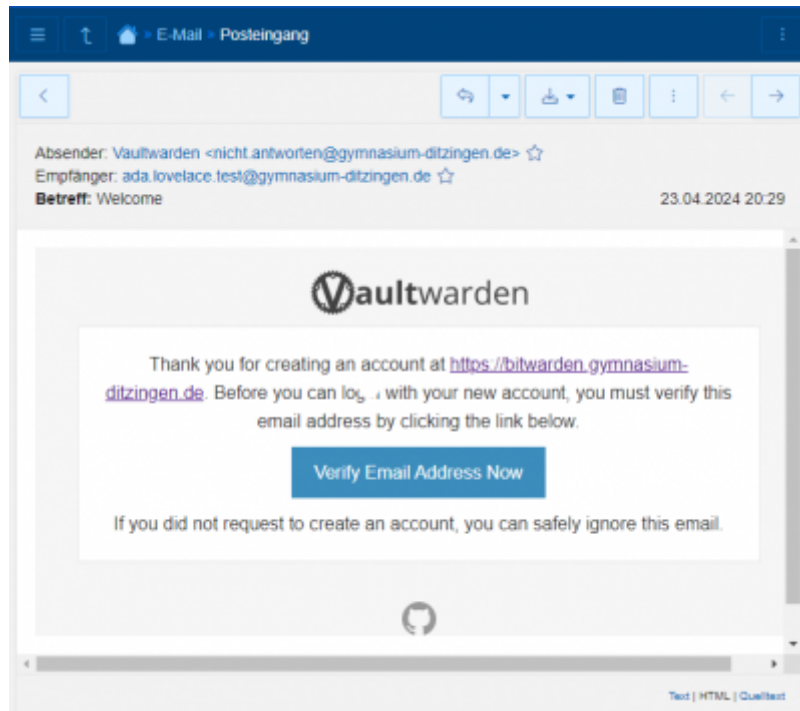 E-Mail Posteingang
Absender: Vaultwarden <nicht.antworten@gymnasium-ditzingen.de>
Empfänger: ada.lovelace.test@gymnasium-ditzingen.de
Betreff: Welcome 23.04.2024 20:29
Vaultwarden
Thank you for creating an account at https://bitwarden.gymnasium-
ditzingen.de. Before you can with your new account, you must verify this
email address by clicking the link below.
Verify Email Address Now
If you did not request to create an account, you can safely ignore this email.
Text | HTML | Quelltext